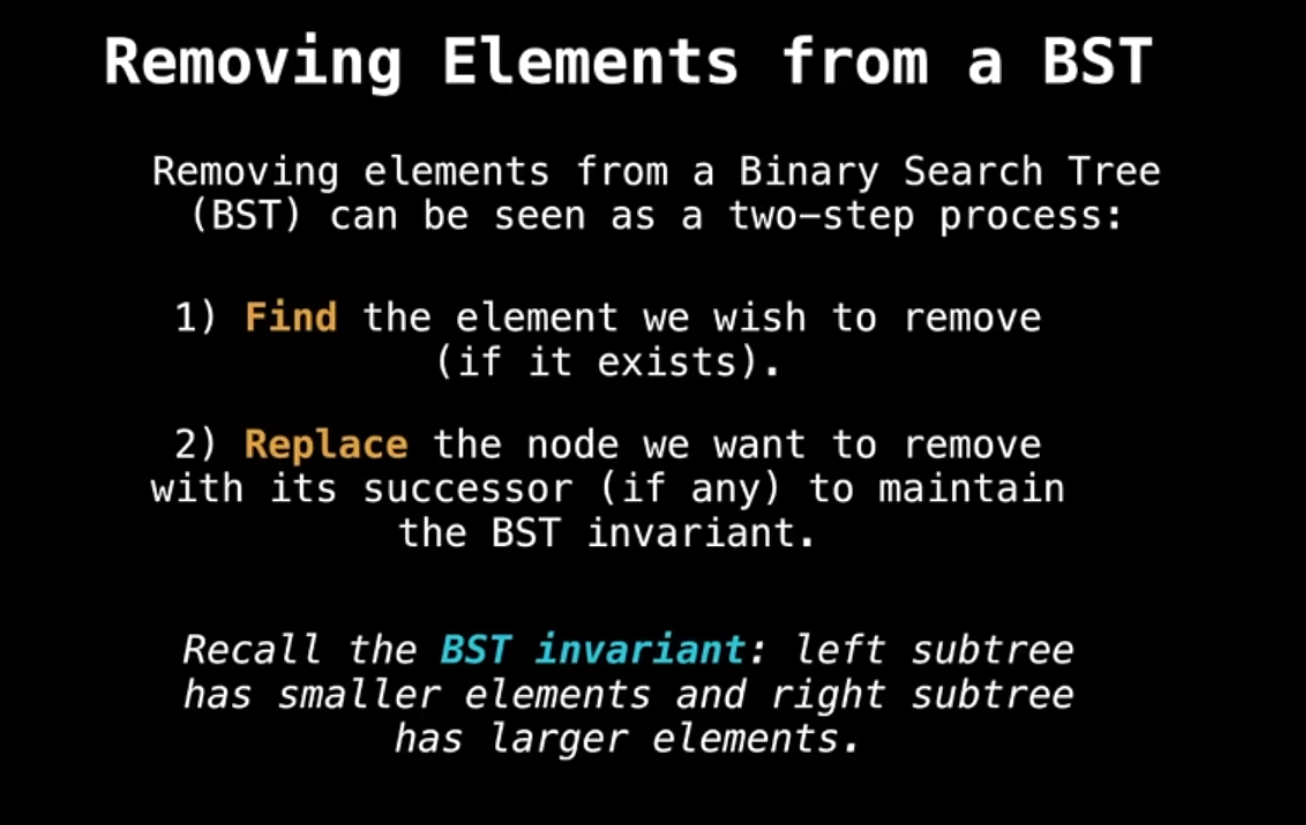 Removing Elements from a BST
Removing elements from a Binary Search Tree
(BST) can be seen as a two-step process:
1) Find the element we wish to remove
(if it exists).
2) Replace the node we want to remove
with its successor (if any) to maintain
the BST invariant.
Recall the BST invariant: left subtree
has smaller elements and right subtree
has larger elements.